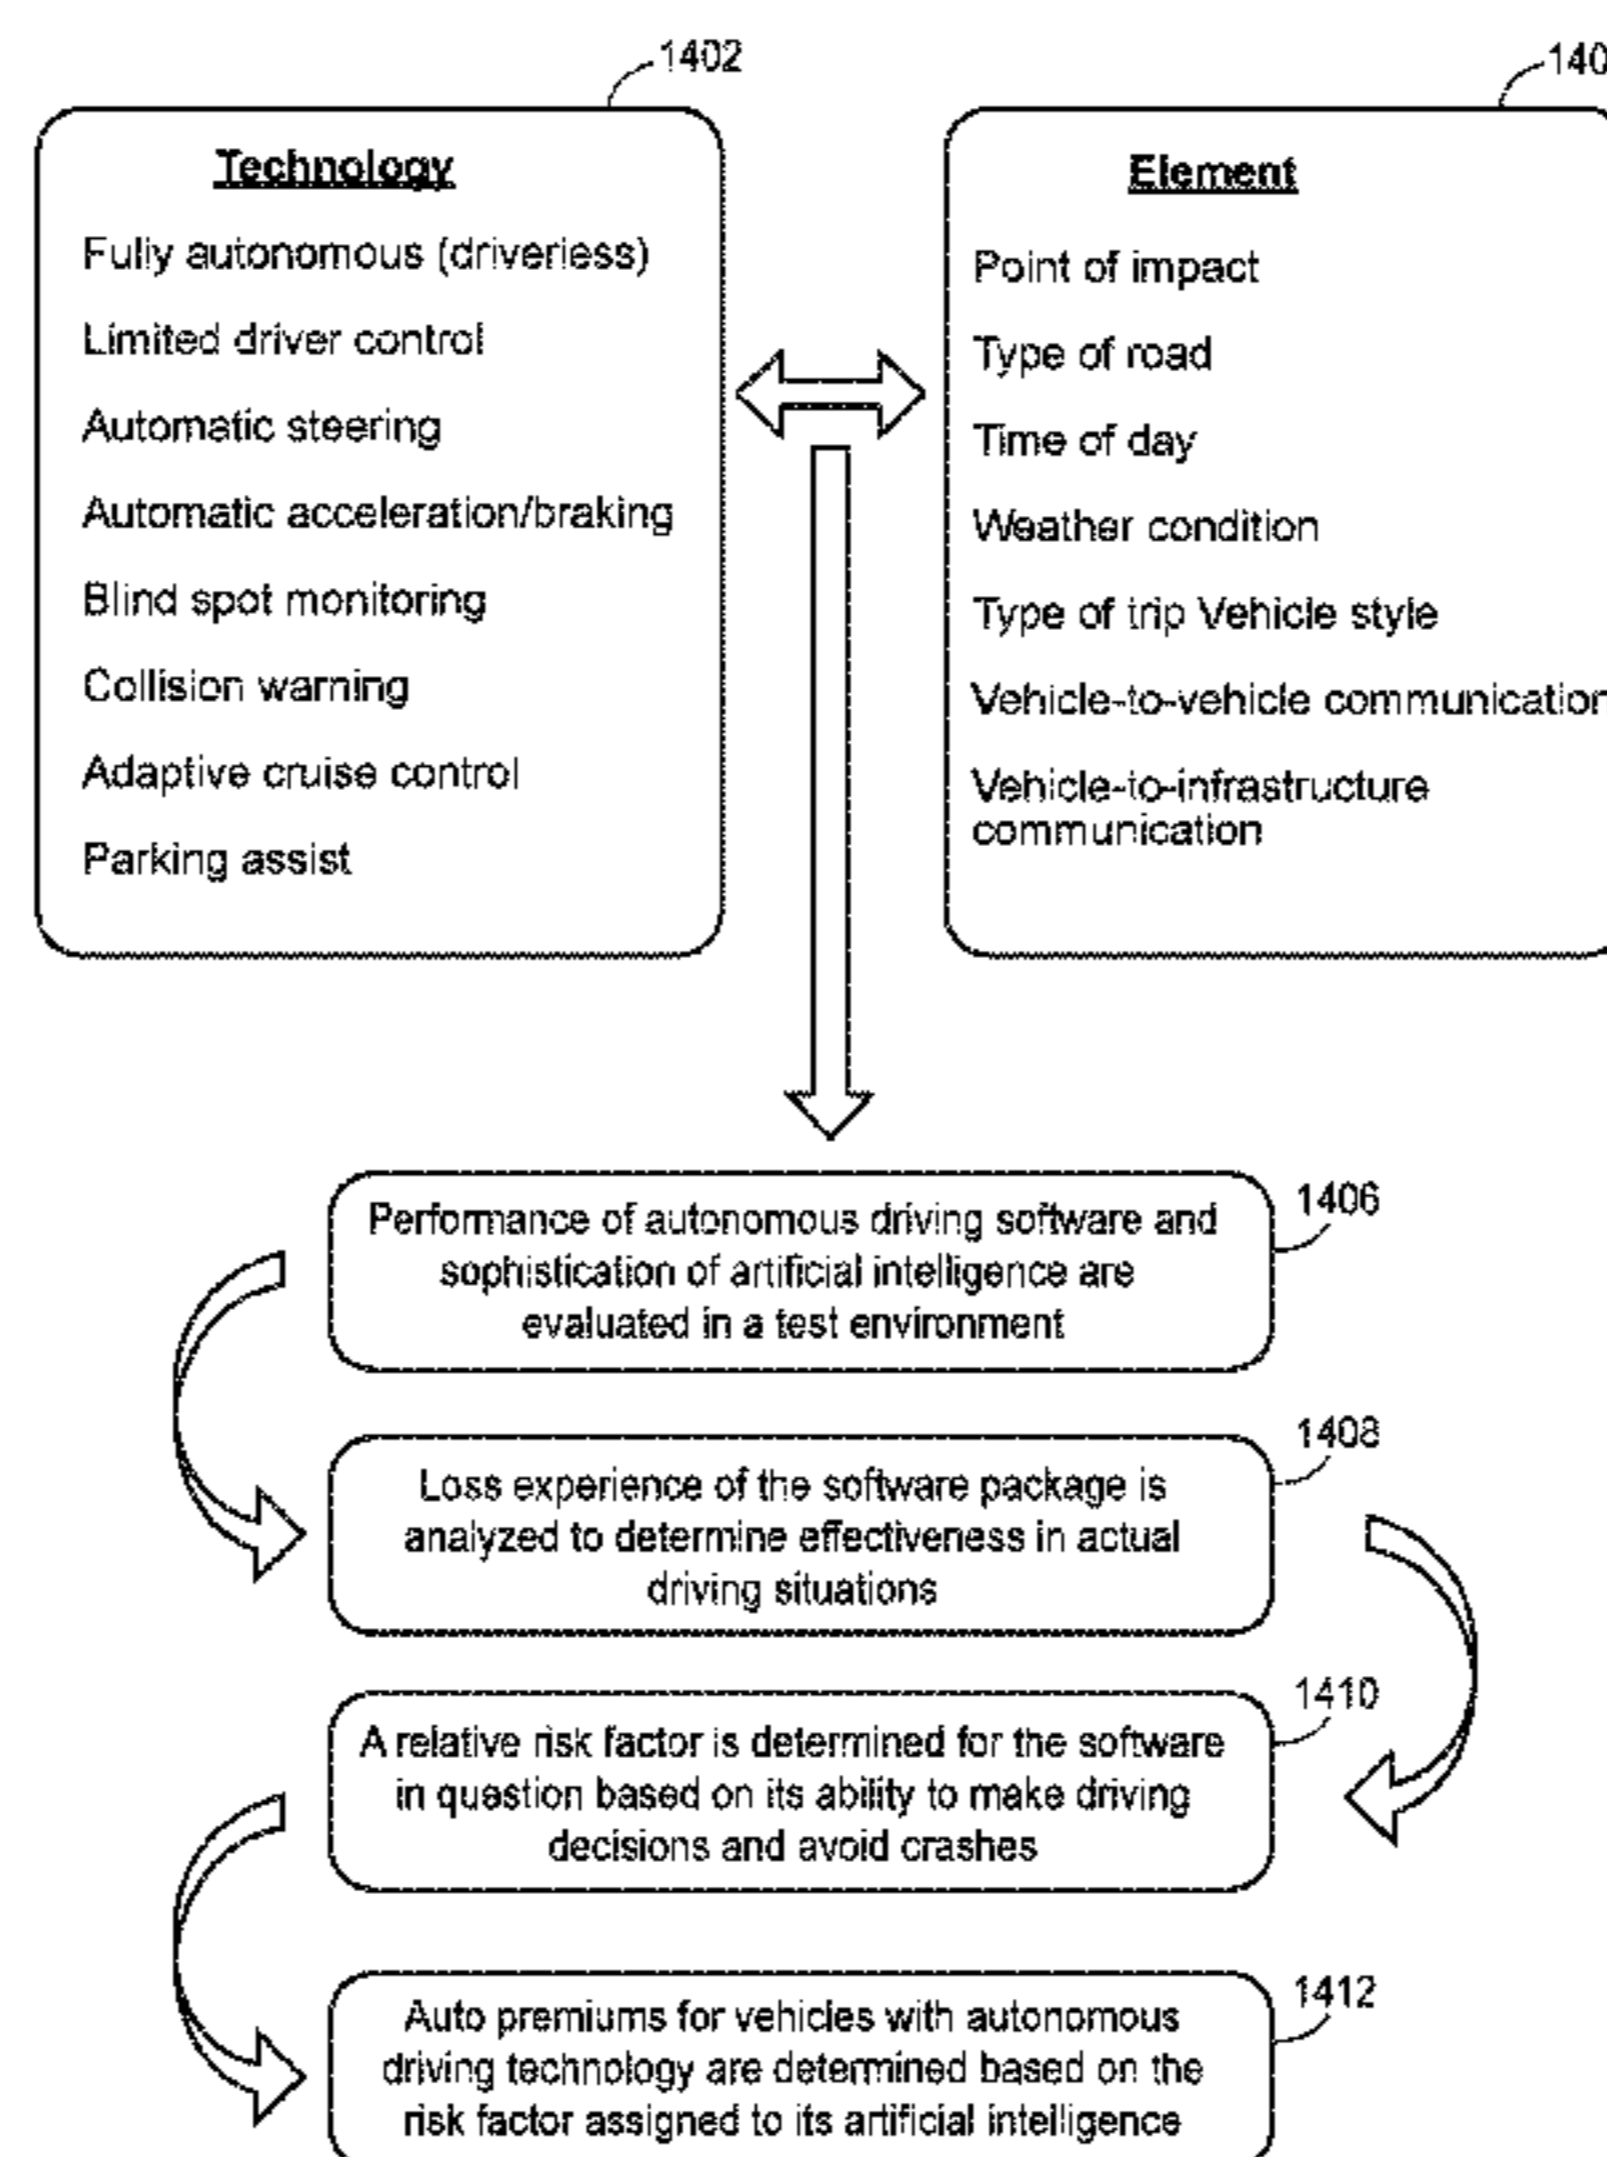 1402
Technology
Fully autonomous (driverless)
Limited driver control
Automatic steering
Automatic acceleration/braking
Blind spot monitoring
Collision warning
Adaptive cruise control
Parking assist
140
Element
Point of impact
Type of road
Time of day
Weather condition
Type of trip Vehicle style
Vehicle-to-vehicle communication
Vehicle-to-infrastructure
communication
1406
Performance of autonomous driving software and
sophistication of artificial intelligence are
evaluated in a test environment
1408
Loss experience of the software package is
analyzed to determine effectiveness in actual
driving situations
1410
A relative risk factor is determined for the software
in question based on its ability to make driving
decisions and avoid crashes
1412
Auto premiums for vehicles with autonomous
driving technology are determined based on the
risk factor assigned to its artificial intelligence